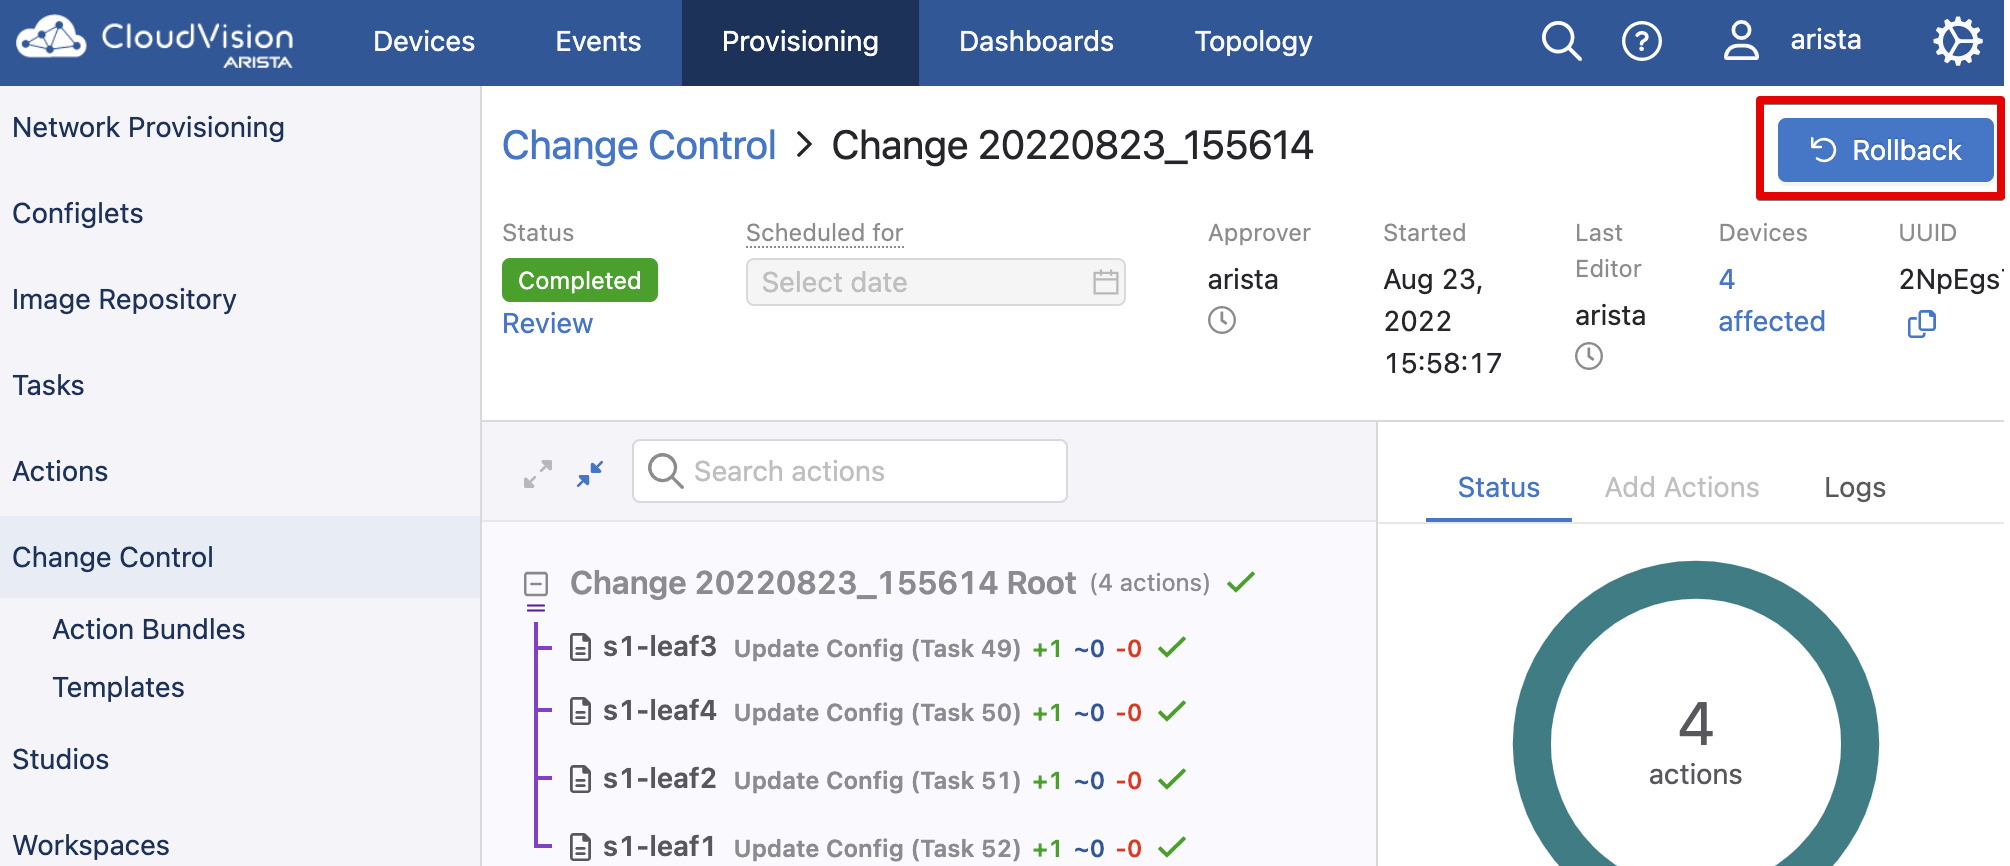 CloudVision
ARISTA
Devices
Events
Provisioning
Dashboards
Topology
?
arista
Network Provisioning
Configlets
Image Repository
Tasks
Actions
Change Control
Action Bundles
Templates
Studios
Workspaces
Change Control > Change 20220823_155614
Rollback
Status
Completed
Review
Scheduled for
Select date
Approver
arista
Started
Aug 23,
2022
15:58:17
Last
Editor
arista
Devices
4
affected
UUID
2NpEgs
Search actions
Change 20220823_155614 Root (4 actions)
s1-leaf3 Update Config (Task 49) +1 ~0 -0
s1-leaf4 Update Config (Task 50) +1 ~0 -0
s1-leaf2 Update Config (Task 51) +1 ~0 -0
s1-leaf1 Update Config (Task 52) +1 ~0 -0
Status
Add Actions
Logs
4
actions